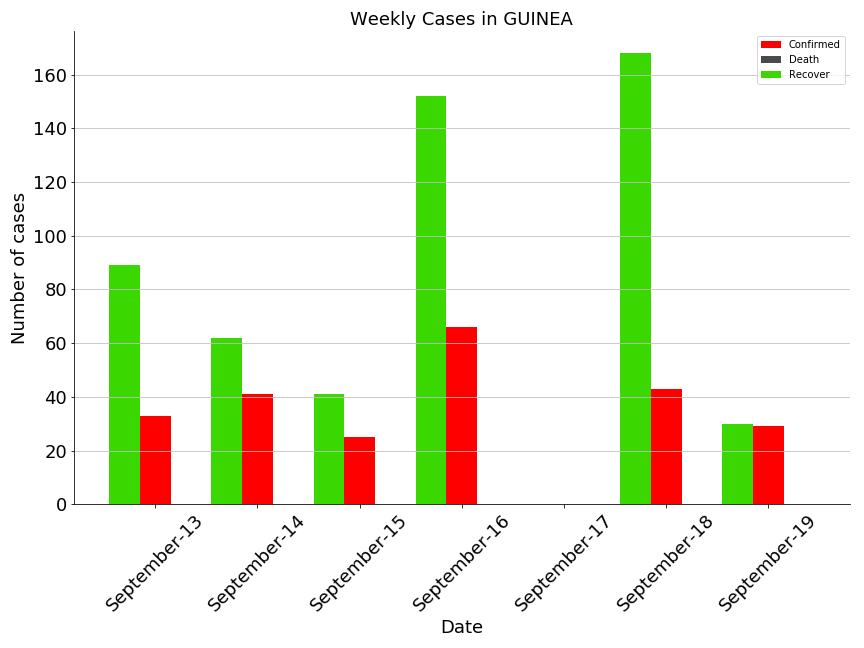 Weekly Cases in GUINEA
Confirmed
Death
Recover
Number of cases
160
140
120
100
80
60
40
20
0
September-13
September-14
September-15
September-16
September-17
September-18
September-19
Date